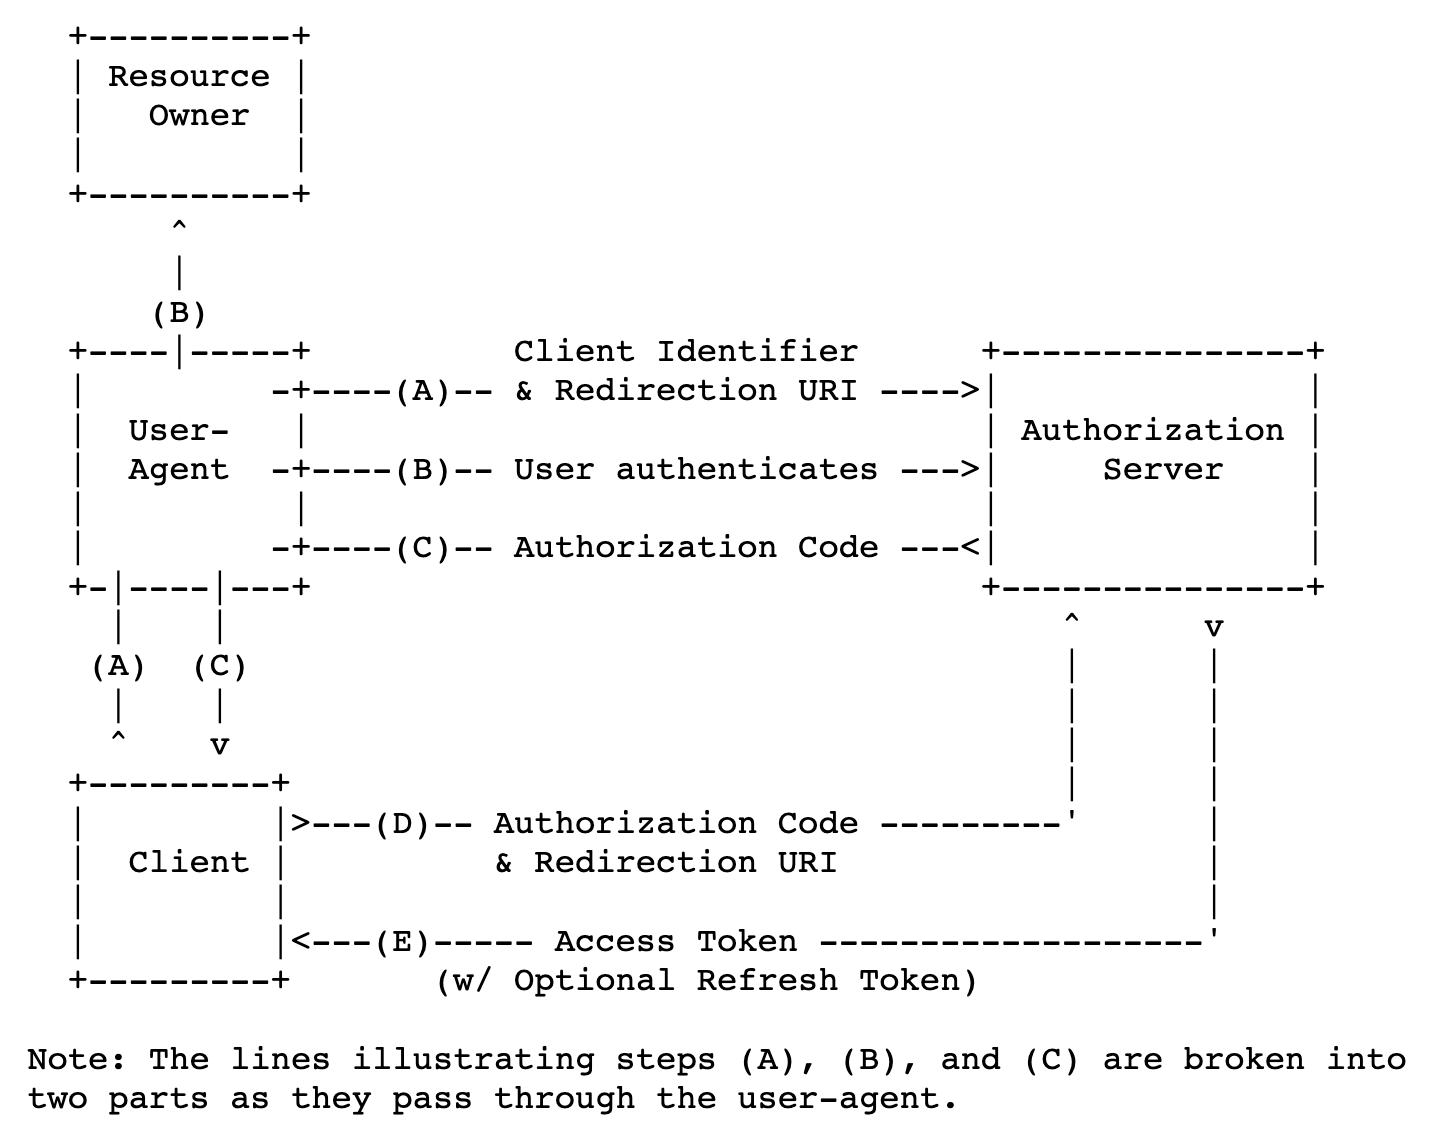 +----------+
| Resource |
|   Owner  |
|          |
+----------+
     ^
     |
    (B)
+----|-----+          Client Identifier      +---------------+
|         -+----(A)-- & Redirection URI ---->|               |
|  User-   |                                 | Authorization |
|  Agent  -+----(B)-- User authenticates --->|     Server    |
|          |                                 |               |
|         -+----(C)-- Authorization Code ---<|               |
+-|----|---+                                 +---------------+
  |    |                                         ^      v
 (A)  (C)                                        |      |
  |    |                                         |      |
  ^    v                                         |      |
+---------+                                      |      |
|         |>---(D)-- Authorization Code ---------'      |
|  Client |          & Redirection URI                  |
|         |                                             |
|         |<---(E)----- Access Token -------------------'
+---------+       (w/ Optional Refresh Token)
Note: The lines illustrating steps (A), (B), and (C) are broken into
two parts as they pass through the user-agent.